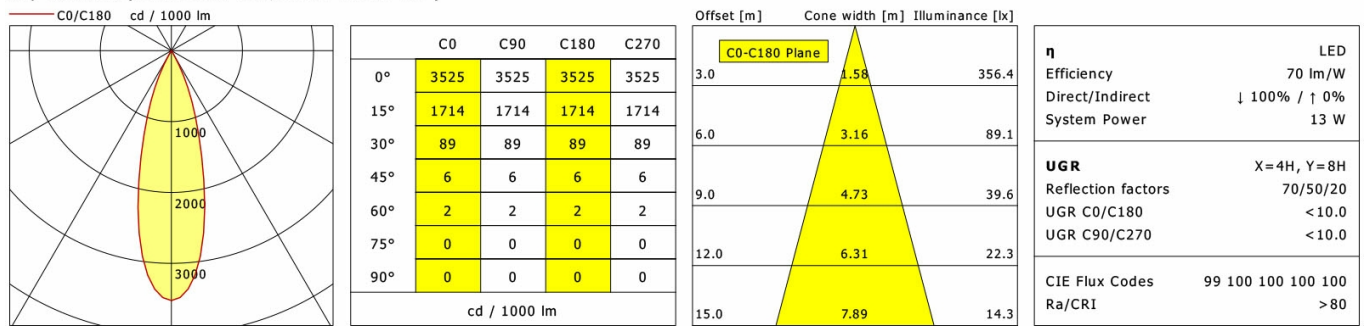 C0/C180 cd / 1000 lm
1000
2000
3000
C0 C90 C180 C270
0° 3525 3525 3525 3525
15° 1714 1714 1714 1714
30° 89 89 89 89
45° 6 6 6 6
60° 2 2 2 2
75° 0 0 0 0
90° 0 0 0 0
cd / 1000 lm
Offset [m] Cone width [m] Illuminance [lx]
C0-C180 Plane
3.0 1.58 356.4
6.0 3.16 89.1
9.0 4.73 39.6
12.0 6.31 22.3
15.0 7.89 14.3
η LED
Efficiency 70 lm/W
Direct/Indirect ↓ 100% / ↑ 0%
System Power 13 W
UGR X=4H, Y=8H
Reflection factors 70/50/20
UGR C0/C180 <10.0
UGR C90/C270 <10.0
CIE Flux Codes 99 100 100 100 100
Ra/CRI >80